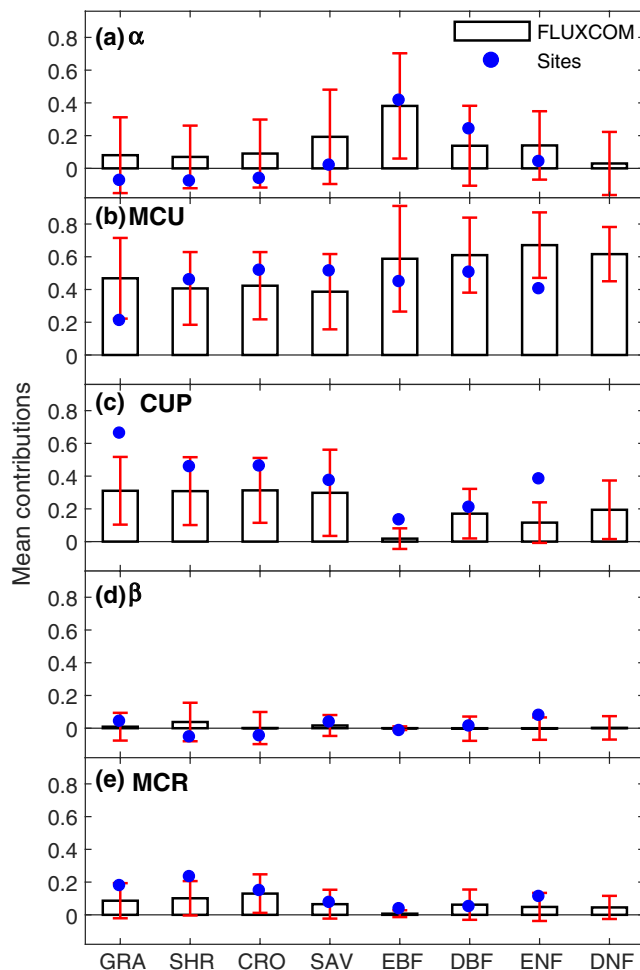 (a) α
FLUXCOM
Sites
0.8
0.6
0.4
0.2
0
(b) MCU
0.8
0.6
0.4
0.2
0
(c) CUP
0.8
0.6
0.4
0.2
0
(d) β
0.8
0.6
0.4
0.2
0
(e) MCR
0.8
0.6
0.4
0.2
0
Mean contributions
GRA SHR CRO SAV EBF DBF ENF DNF